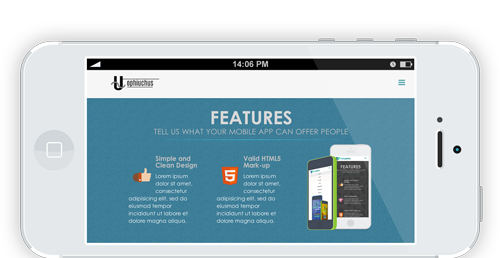 14:06 PM
U ophiuchus
FEATURES
TELL US WHAT YOUR MOBILE APP CAN OFFER PEOPLE
Simple and
Clean Design
Lorem ipsum
dolor sit amet,
consectetur
adipisicing elit, sed do
eiusmod tempor
incididunt ut labore et
dolore magna aliqua.
Valid HTML5
Mark-up
Lorem ipsum
dolor sit amet,
consectetur
adipisicing elit, sed do
eiusmod tempor
incididunt ut labore et
dolore magna aliqua.
FEATURES